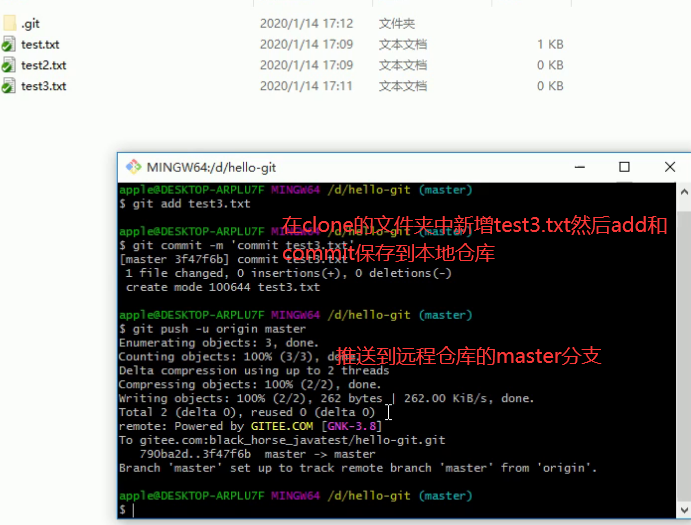 .git 2020/1/14 17:12 文件夹
test.txt 2020/1/14 17:09 文本文档 1 KB
test2.txt 2020/1/14 17:09 文本文档 0 KB
test3.txt 2020/1/14 17:11 文本文档 0 KB
MINGW64:/d/hello-git
apple@DESKTOP-ARPLU7F MINGW64 /d/hello-git (master)
$ git add test3.txt
在clone的文件夹中新增test3.txt然后add和
commit保存到本地仓库
apple@DESKTOP-ARPLU7F MINGW64 /d/hello-git (master)
$ git commit -m 'commit test3.txt'
[master 3f47f6b] commit test3.txt
1 file changed, 0 insertions(+), 0 deletions(-)
create mode 100644 test3.txt
apple@DESKTOP-ARPLU7F MINGW64 /d/hello-git (master)
$ git push -u origin master
Enumerating objects: 3, done.
Counting objects: 100% (3/3), done.
推送到远程仓库的master分支
Delta compression using up to 2 threads
Compressing objects: 100% (2/2), done.
Writing objects: 100% (2/2), 262 bytes | 262.00 KiB/s, done.
Total 2 (delta 0), reused 0 (delta 0)
remote: Powered by GITEE.COM [GNK-3.8]
To gitee.com:black_horse_javatest/hello-git.git
790ba2d..3f47f6b master -> master
Branch 'master' set up to track remote branch 'master' from 'origin'.
apple@DESKTOP-ARPLU7F MINGW64 /d/hello-git (master)
$